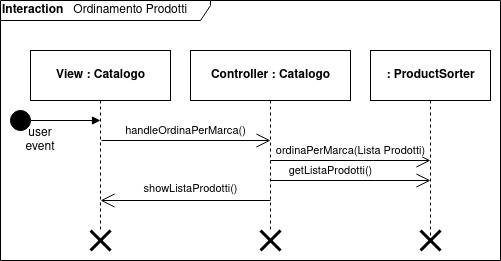 Interaction Ordinamento Prodotti
View : Catalogo
Controller : Catalogo
: ProductSorter
user
event
handleOrdinaPerMarca()
ordinaPerMarca(Lista Prodotti)
getListaProdotti()
showListaProdotti()